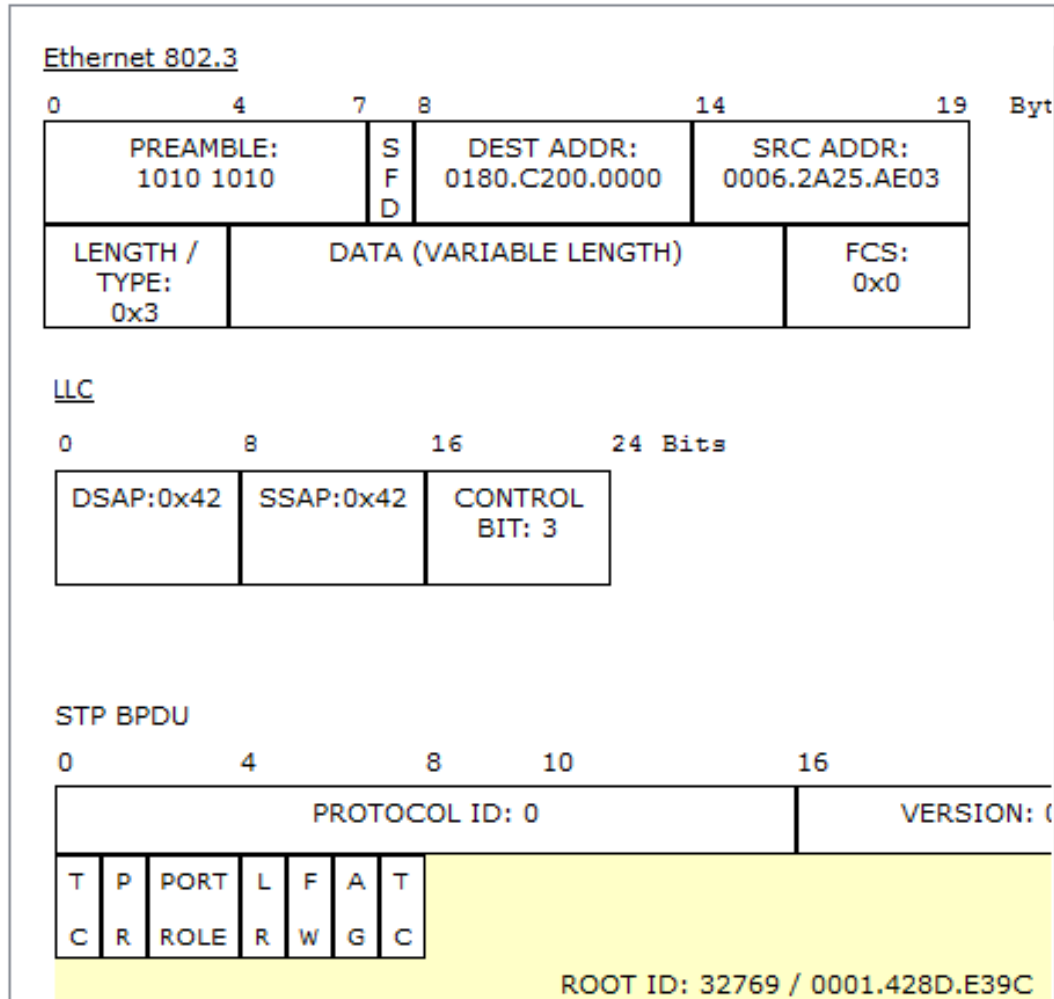 Ethernet 802.3
0 4 7 8 14 19 Byt
PREAMBLE: 1010 1010
S F D
DEST ADDR: 0180.C200.0000
SRC ADDR: 0006.2A25.AE03
LENGTH / TYPE: 0x3
DATA (VARIABLE LENGTH)
FCS: 0x0
LLC
0 8 16 24 Bits
DSAP:0x42
SSAP:0x42
CONTROL BIT: 3
STP BPDU
0 4 8 10 16
PROTOCOL ID: 0
VERSION:
T C
P R
PORT ROLE
L R
F W
A G
T C
ROOT ID: 32769 / 0001.428D.E39C